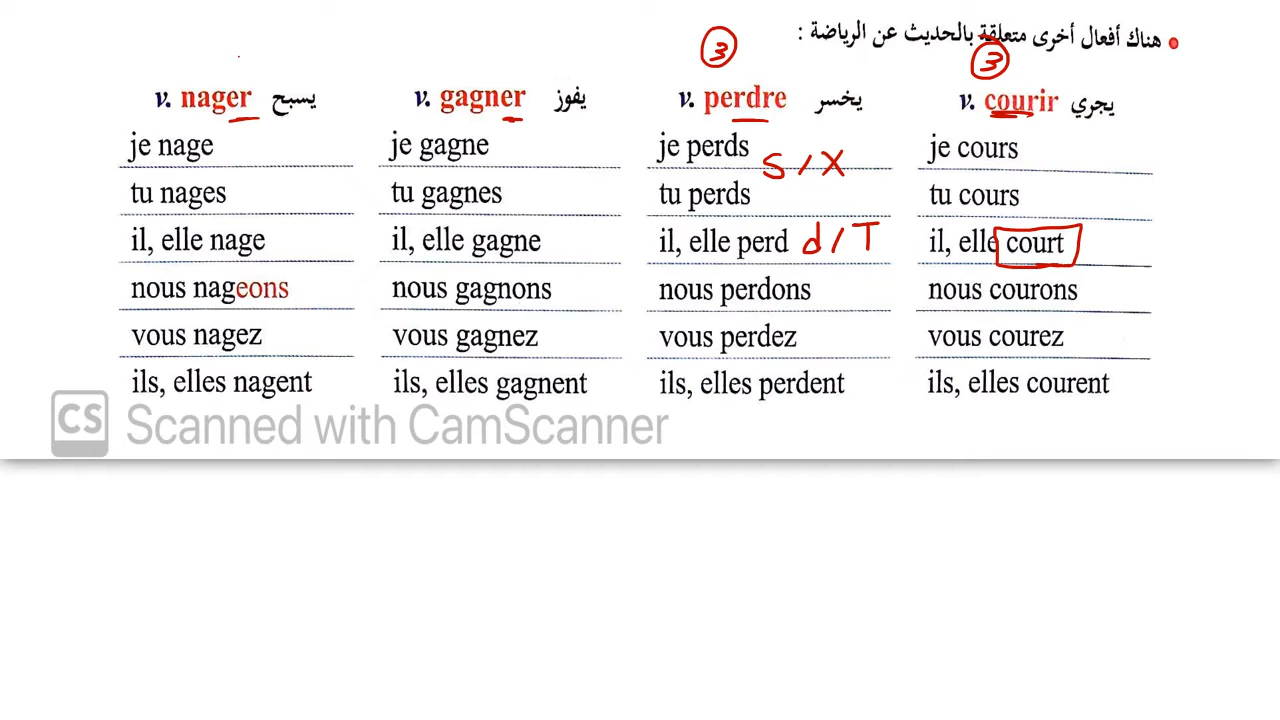 هناك أفعال أخرى متعلقة بالحديث عن الرياضة :
3
3
v. nager يسبح
je nage
tu nages
il, elle nage
nous nageons
vous nagez
ils, elles nagent
v. gagner يفوز
je gagne
tu gagnes
il, elle gagne
nous gagnons
vous gagnez
ils, elles gagnent
v. perdre يخسر
je perds
s / x
tu perds
il, elle perd d / T
nous perdons
vous perdez
ils, elles perdent
v. courir يجري
je cours
tu cours
il, elle court
nous courons
vous courez
ils, elles courent
CS Scanned with CamScanner